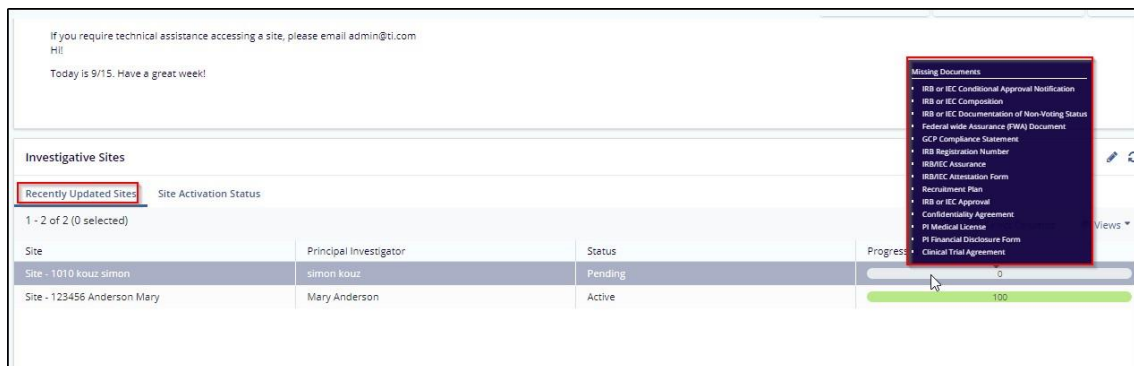 If you require technical assistance accessing a site, please email admin@ti.com
Hi!
Today is 9/15. Have a great week!
Missing Documents
IRB or IEC Conditional Approval Notification
IRB or IEC Composition
IRB or IEC Documentation of Non-Voting Status
Federal wide Assurance (FWA) Document
GCP Compliance Statement
IRB Registration Number
IRB/IEC Assurance
IRB/IEC Attestation Form
Recruitment Plan
IRB or IEC Approval
Confidentiality Agreement
PI Medical License
PI Financial Disclosure Form
Clinical Trial Agreement
Investigative Sites
Recently Updated Sites Site Activation Status
1 - 2 of 2 (0 selected) Views
Site Principal Investigator Status Progress
Site - 1010 kouz simon simon kouz Pending 0
Site - 123456 Anderson Mary Mary Anderson Active 100